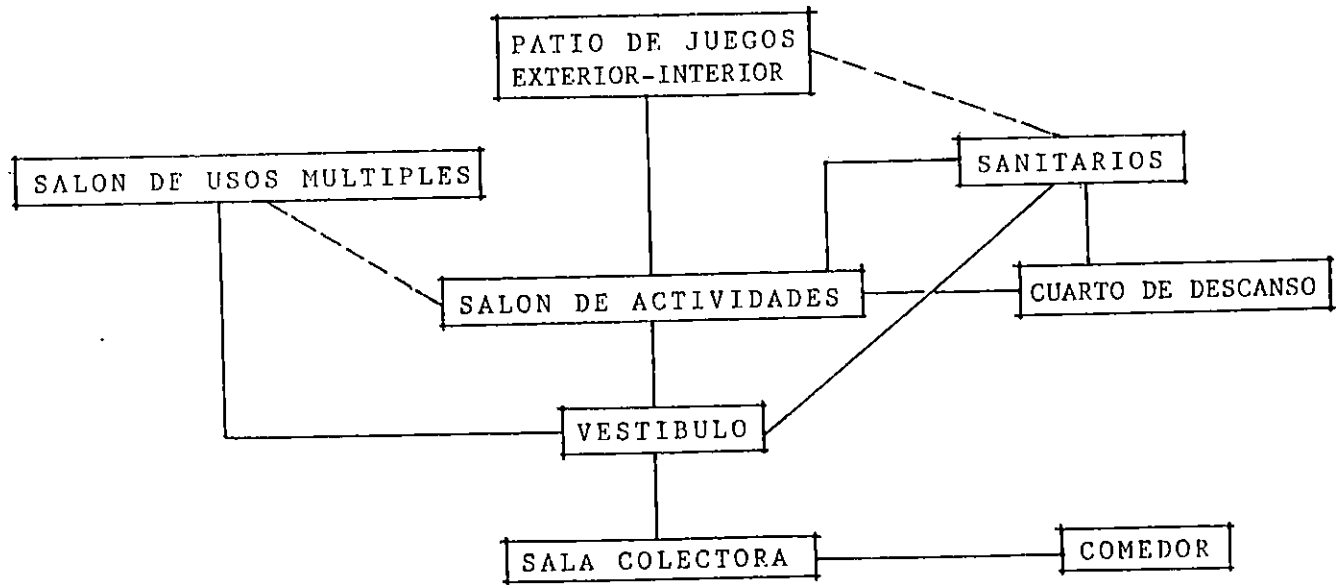 PATIO DE JUEGOS
EXTERIOR-INTERIOR
SALON DE USOS MULTIPLES
SANITARIOS
SALON DE ACTIVIDADES
CUARTO DE DESCANSO
VESTIBULO
SALA COLECTORA
COMEDOR